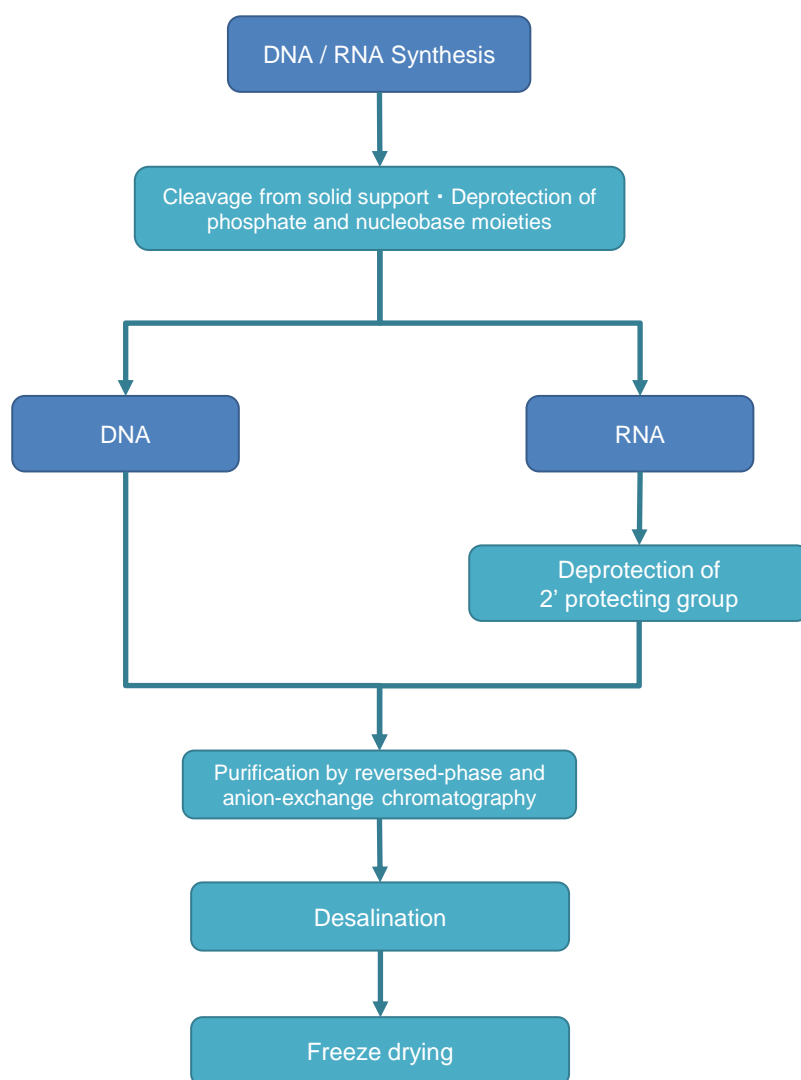 DNA / RNA Synthesis
Cleavage from solid support・Deprotection of
phosphate and nucleobase moieties
DNA
RNA
Deprotection of
2’ protecting group
Purification by reversed-phase and
anion-exchange chromatography
Desalination
Freeze drying